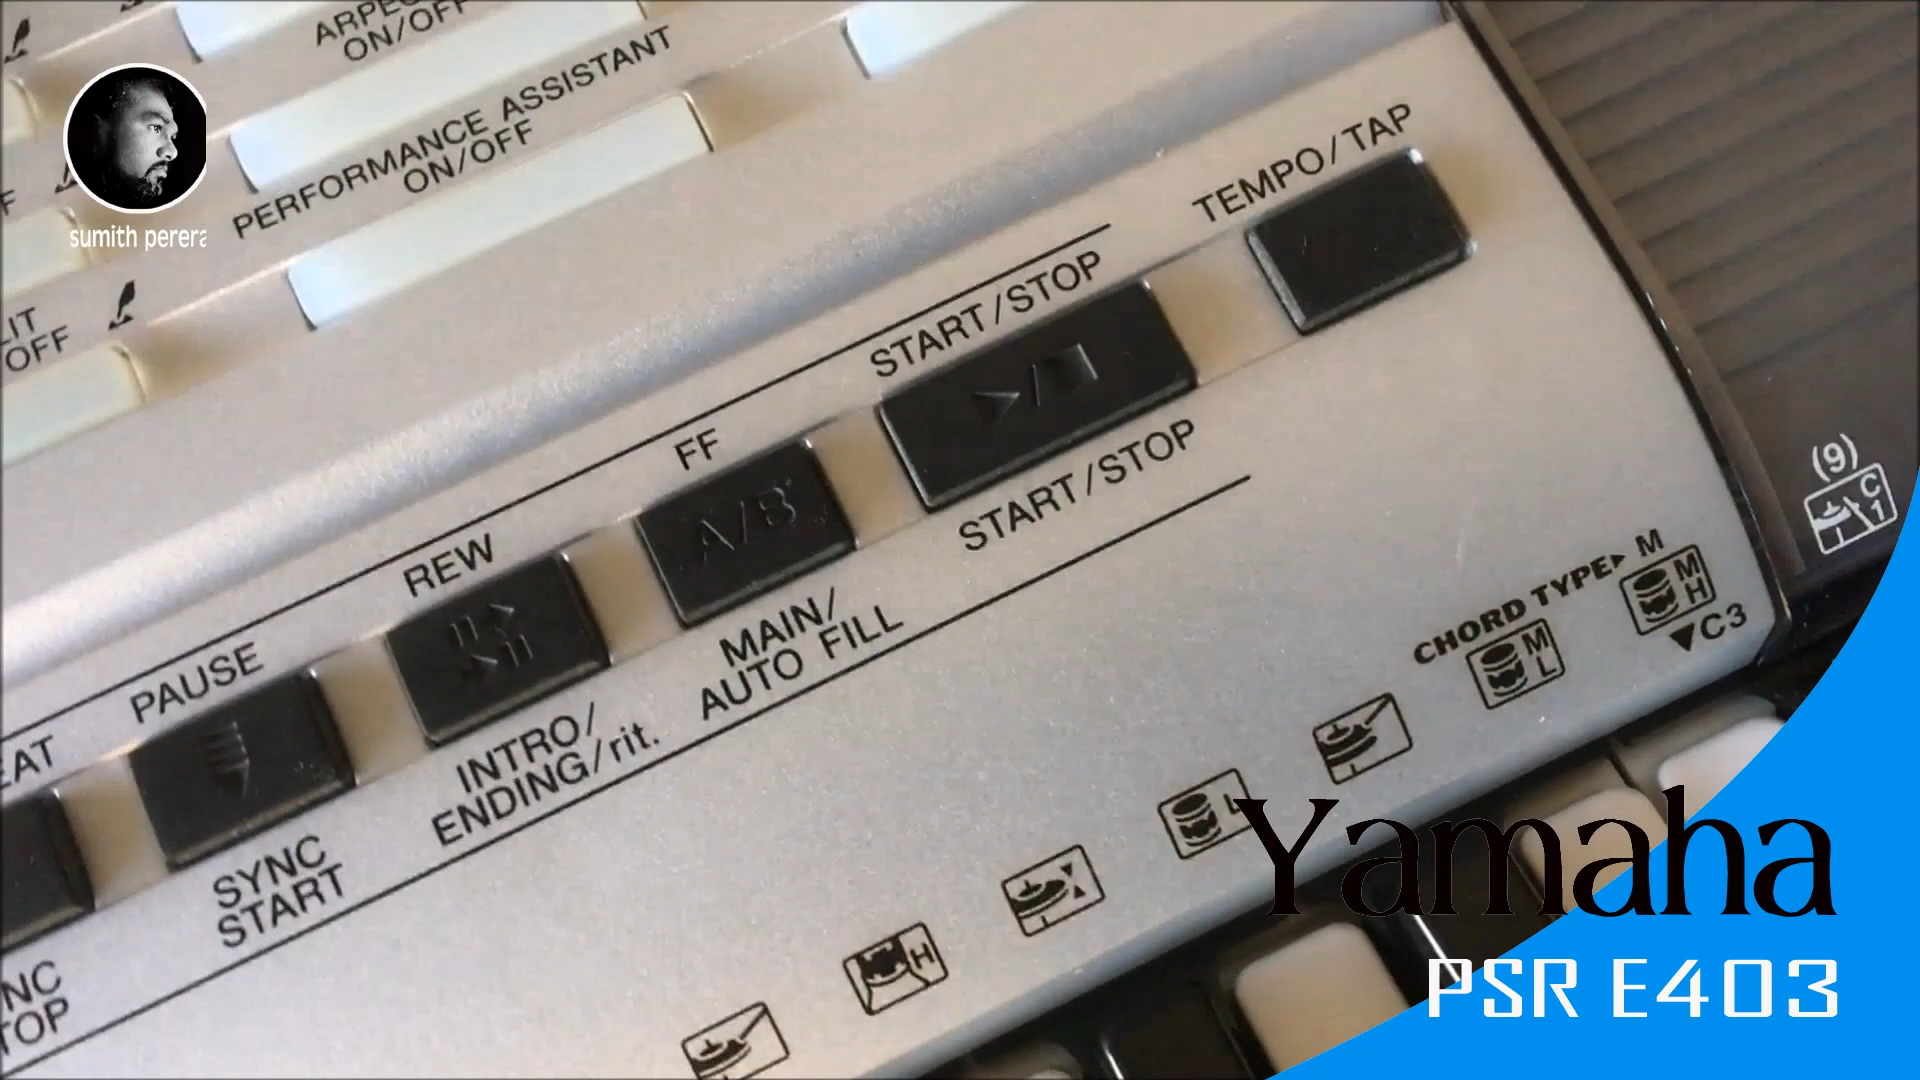 ON/OFF
PERFORMANCE ASSISTANT
ON/OFF
sumith perera
OFF
TEMPO/TAP
START/STOP
>/■
FF
A/B
START/STOP
REW
MAIN/
AUTO FILL
PAUSE
INTRO/
ENDING/rit.
SYNC
START
(9)
C
1
CHORD TYPE▶ M
M
H
▼C3
M
L
L
H
Yamaha
PSR E403